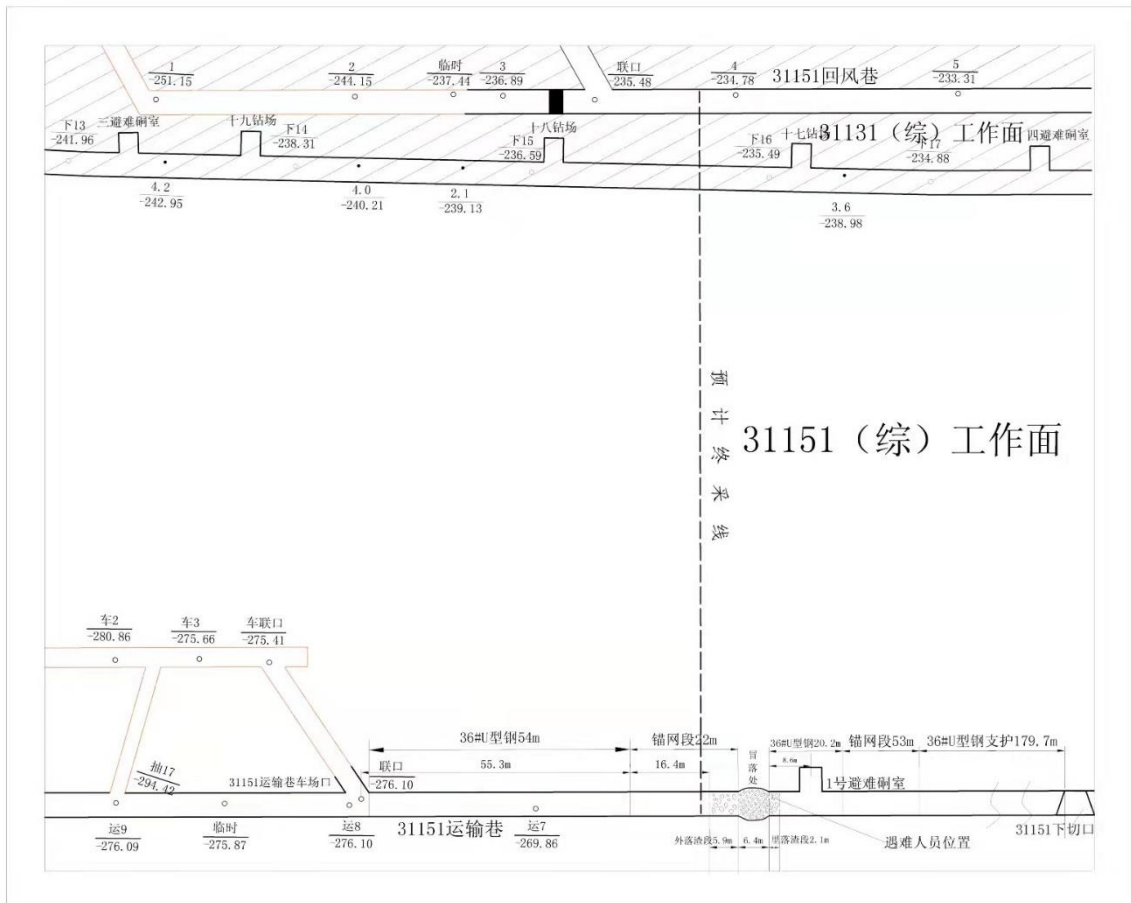 1
-251.15
2
-244.15
临时
-237.44
3
-236.89
联口
-235.48
4
-234.78
31151回风巷
5
-233.31
下13
-241.96
三避难硐室
十九钻场
下14
-238.31
下15
-236.59
十八钻场
下16
-235.49
十七钻场
31131（综）工作面
下17
-234.88
四避难硐室
4.2
-242.95
4.0
-240.21
2.1
-239.13
3.6
-238.98
预计终采线
31151（综）工作面
车2
-280.86
车3
-275.66
车联口
-275.41
36#U型钢54m
锚网段22m
冒落处
36#U型钢20.2m
锚网段53m
36#U型钢支护179.7m
55.3m
16.4m
8.6m
抽17
-294.42
31151运输巷车场口
联口
-276.10
1号避难硐室
运9
-276.09
临时
-275.87
运8
-276.10
31151运输巷
运7
-269.86
外落渣段5.9m
6.4m
里落渣段2.1m
遇难人员位置
31151下切口